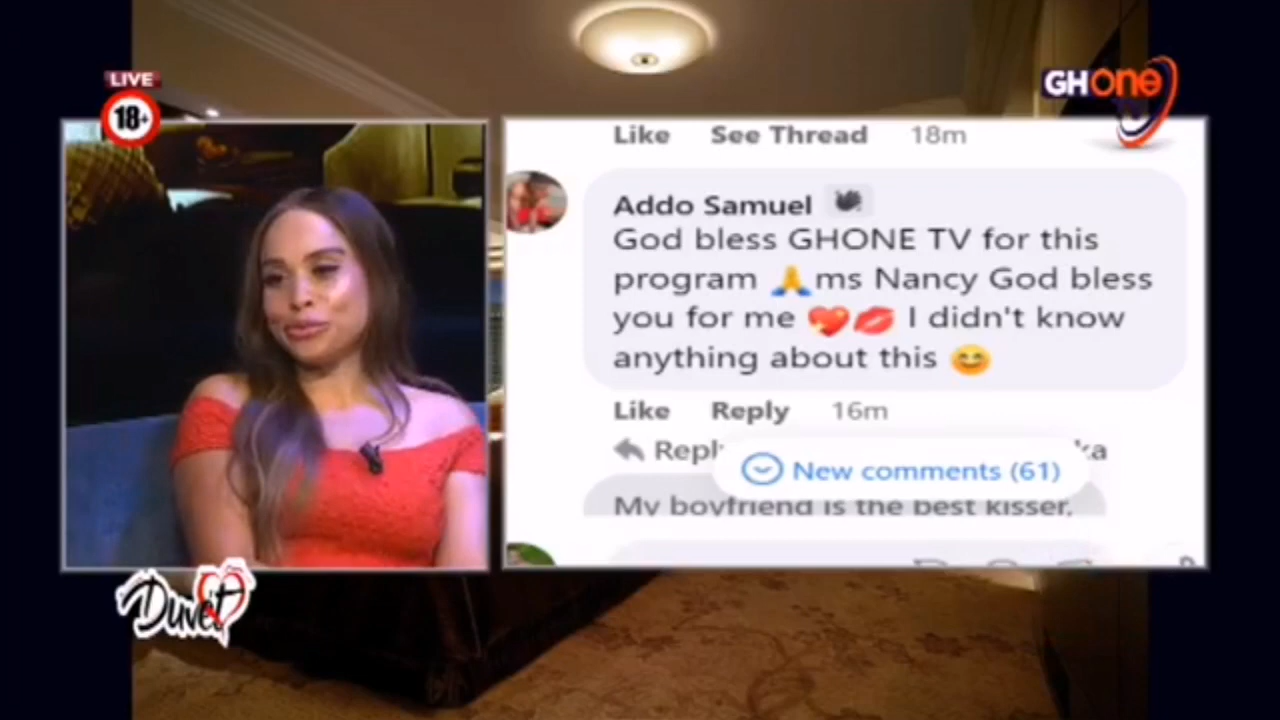 LIVE
18+
GHOne
TV
Like See Thread 18m
Addo Samuel
God bless GHONE TV for this
program 🙏ms Nancy God bless
you for me 💖💋 I didn't know
anything about this 😊
Like Reply 16m
New comments (61)
My boyfriend is the best kisser.
Duvet